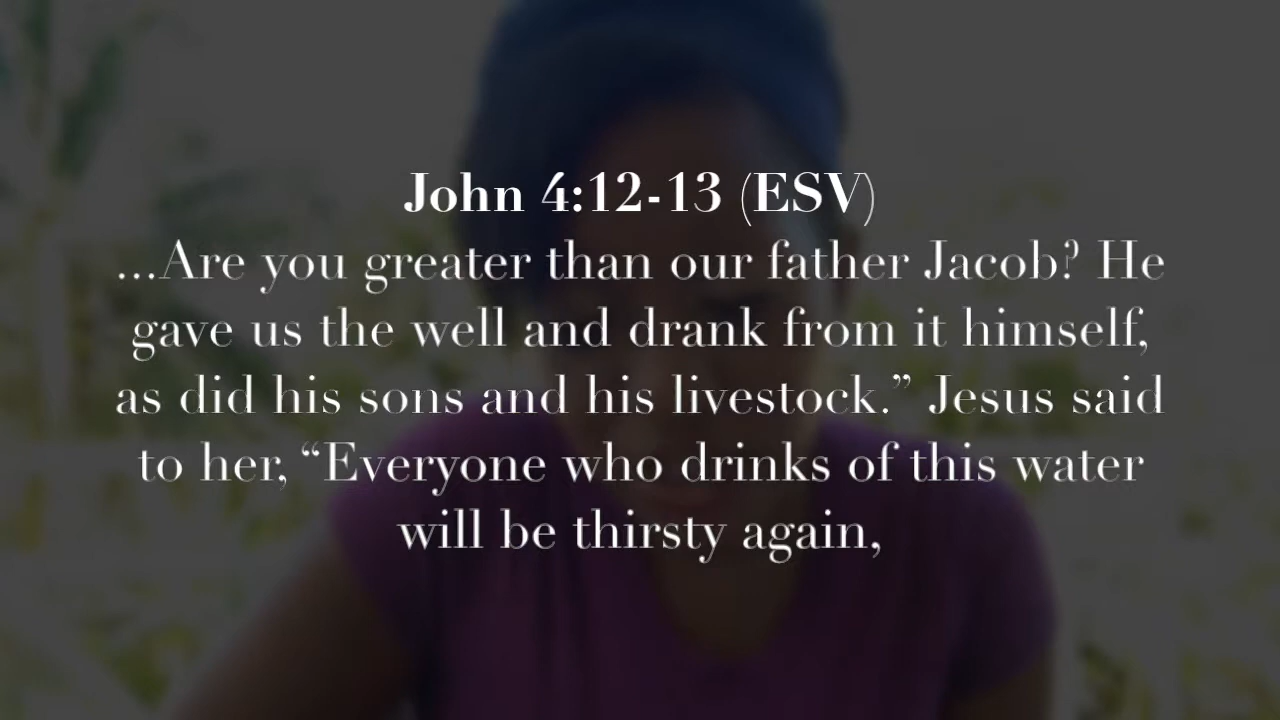 John 4:12-13 (ESV)
...Are you greater than our father Jacob? He
gave us the well and drank from it himself,
as did his sons and his livestock.” Jesus said
to her, “Everyone who drinks of this water
will be thirsty again,